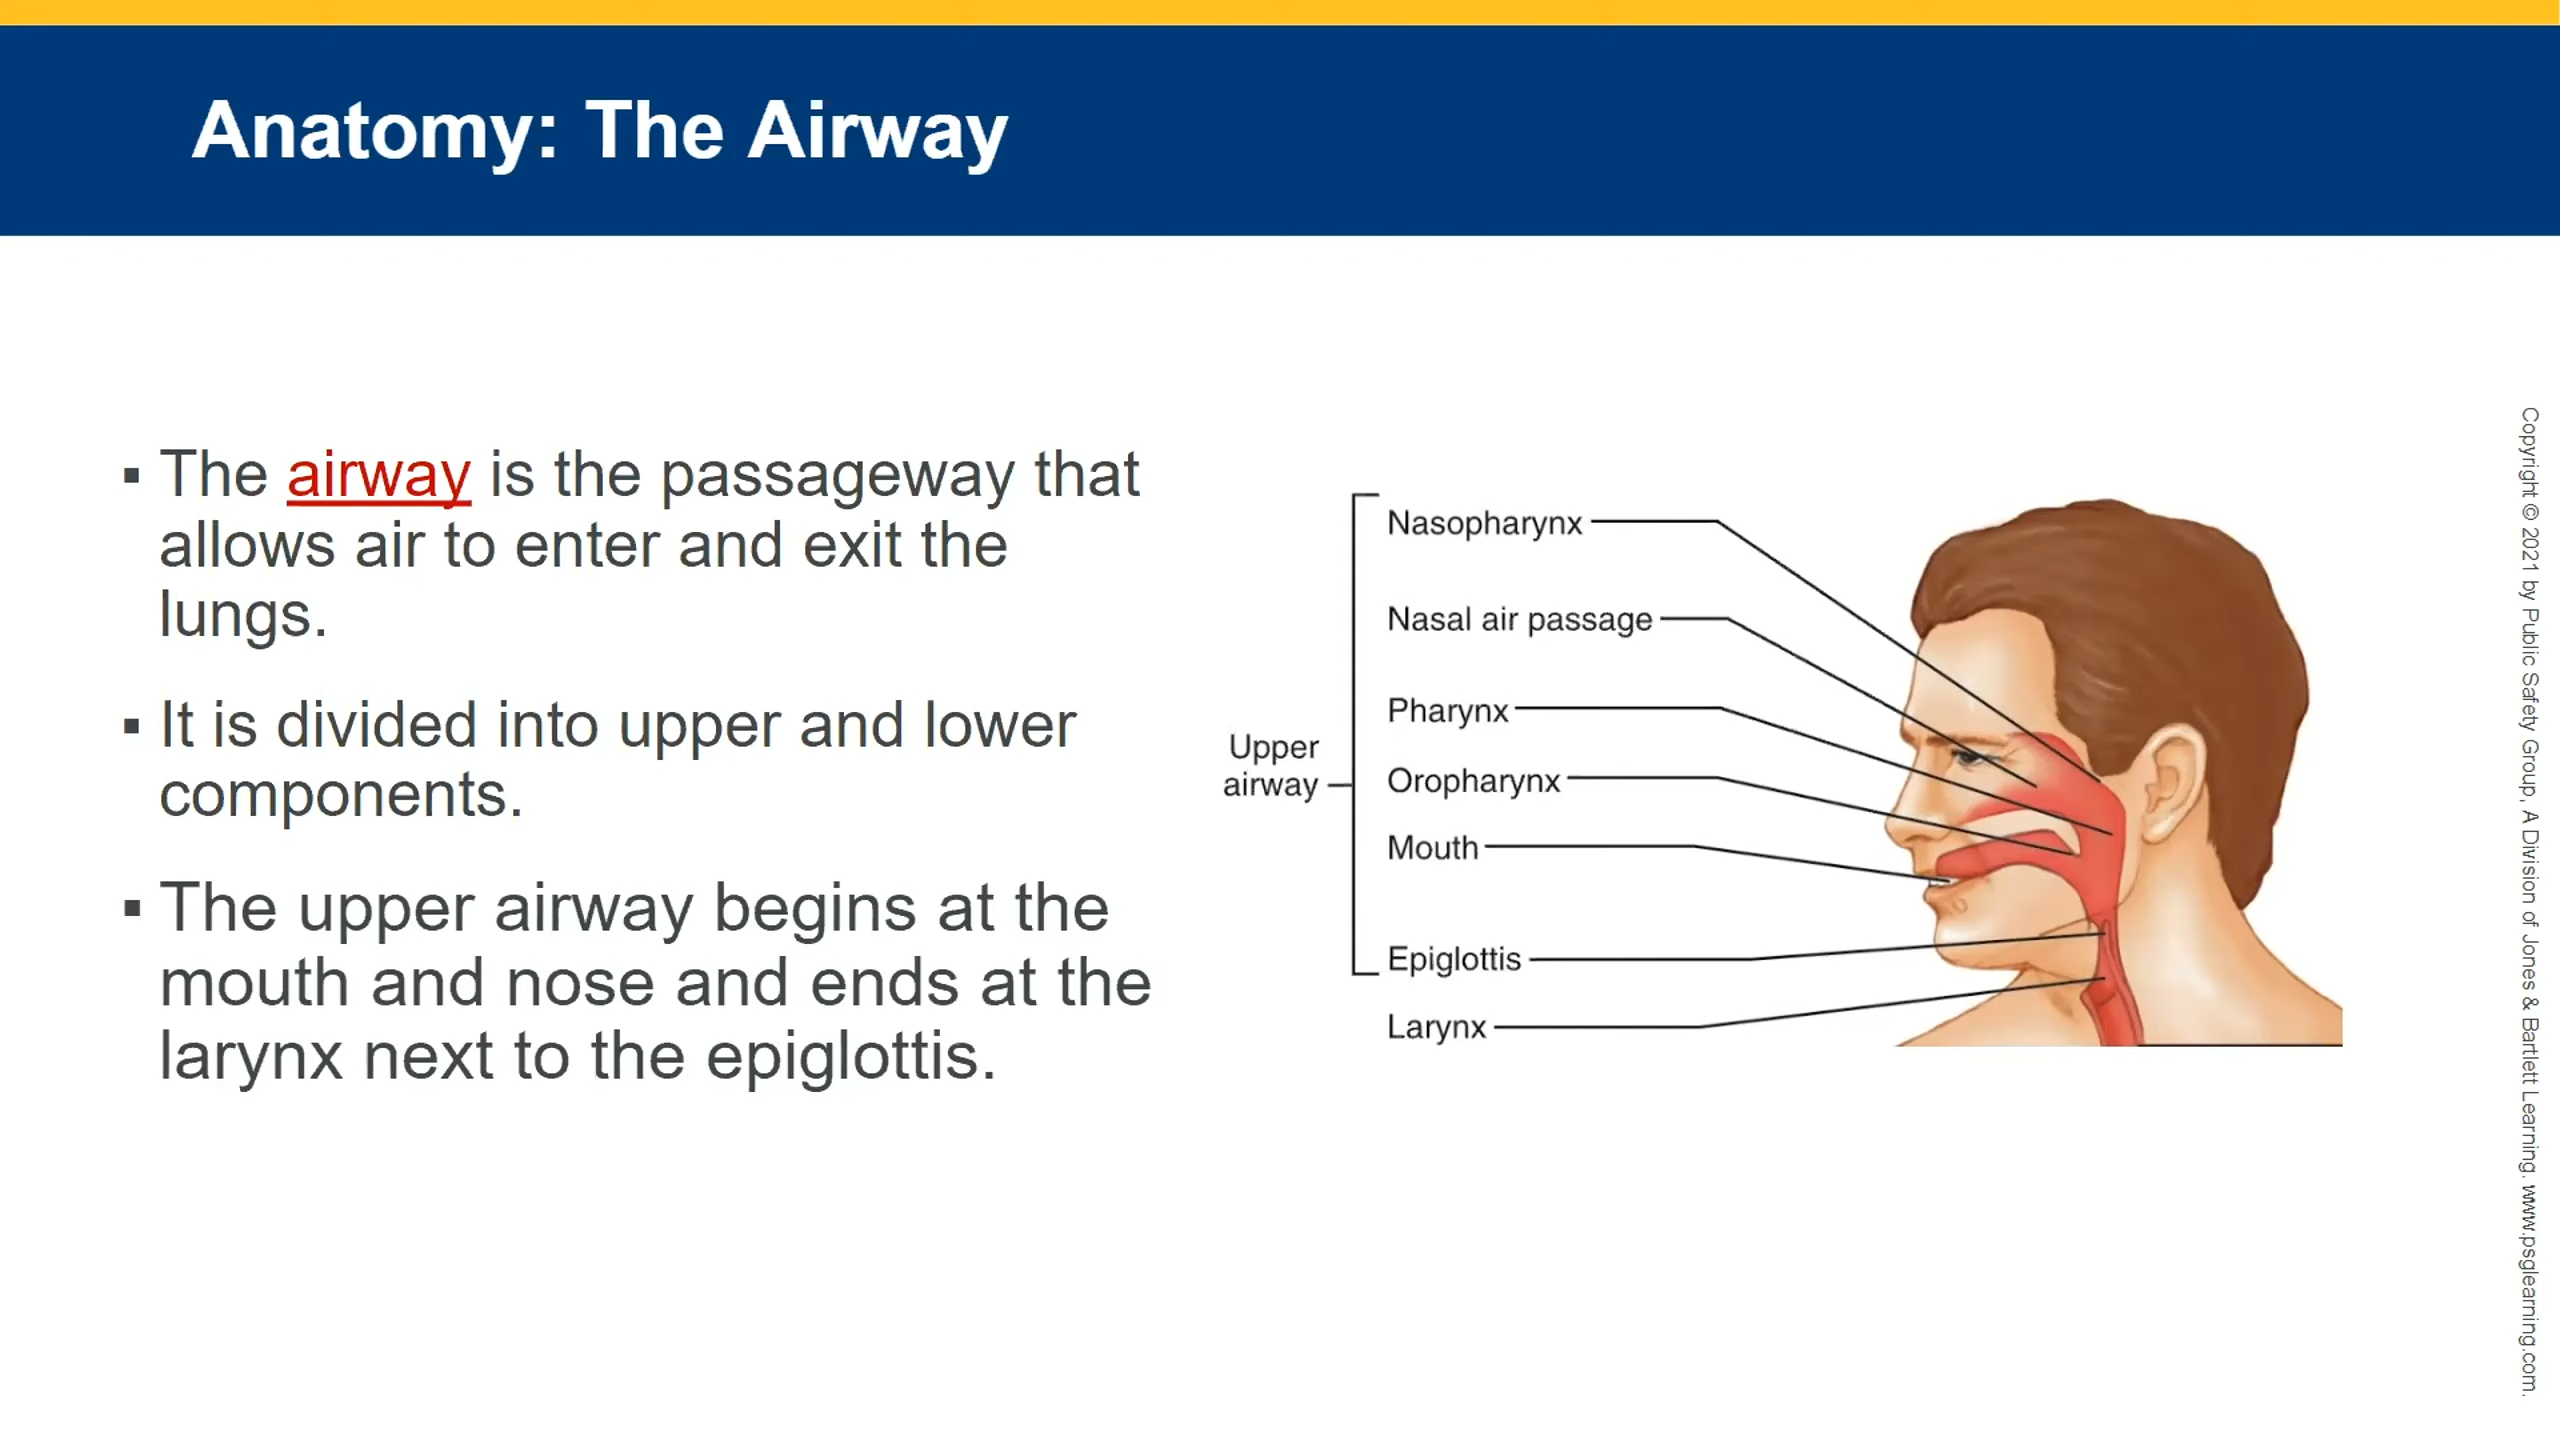 Anatomy: The Airway
▪ The airway is the passageway that
allows air to enter and exit the
lungs.
▪ It is divided into upper and lower
components.
▪ The upper airway begins at the
mouth and nose and ends at the
larynx next to the epiglottis.
Upper
airway
Nasopharynx
Nasal air passage
Pharynx
Oropharynx
Mouth
Epiglottis
Larynx
Copyright © 2021 by Public Safety Group, A Division of Jones & Bartlett Learning. www.psglearning.com.